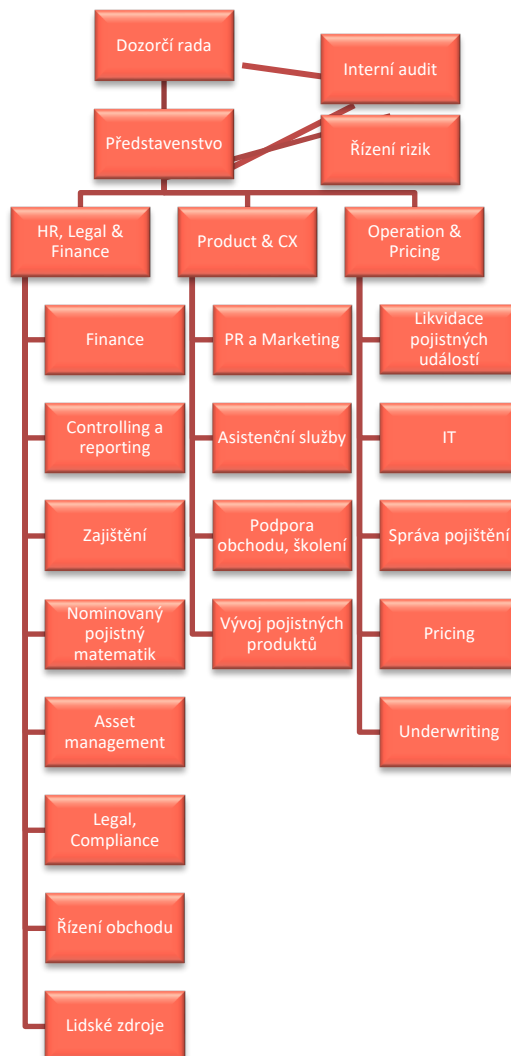 Dozorčí rada
Interní audit
Představenstvo
Řízení rizik
HR, Legal &
Finance
Product & CX
Operation &
Pricing
Finance
Controlling a
reporting
Zajištění
Nominovaný
pojistný
matematik
Asset
management
Legal,
Compliance
Řízení obchodu
Lidské zdroje
PR a Marketing
Asistenční služby
Podpora
obchodu, školení
Vývoj pojistných
produktů
Likvidace
pojistných
událostí
IT
Správa pojištění
Pricing
Underwriting